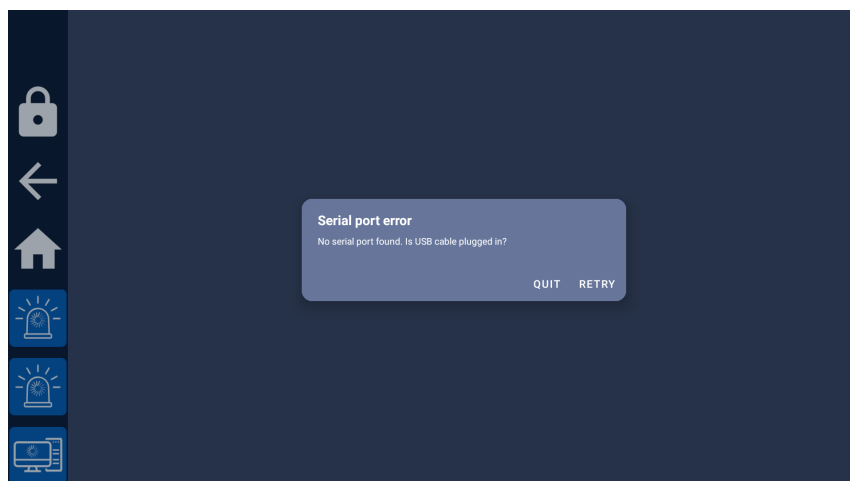 Serial port error
No serial port found. Is USB cable plugged in?
QUIT RETRY